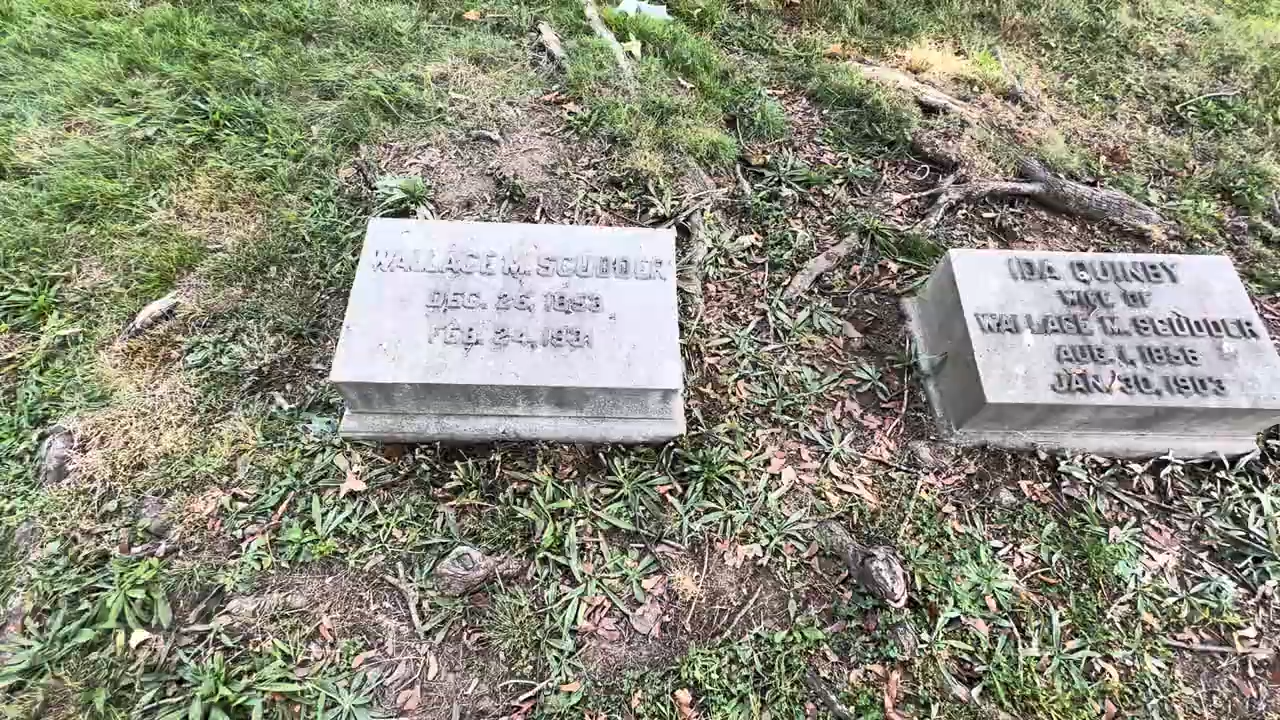 WALLACE M. SCUDDER
DEC. 26, 1853
FEB. 24, 1931
IDA QUINBY
WIFE OF
WALLACE M. SCUDDER
AUG. 1, 1856
JAN. 30, 1903